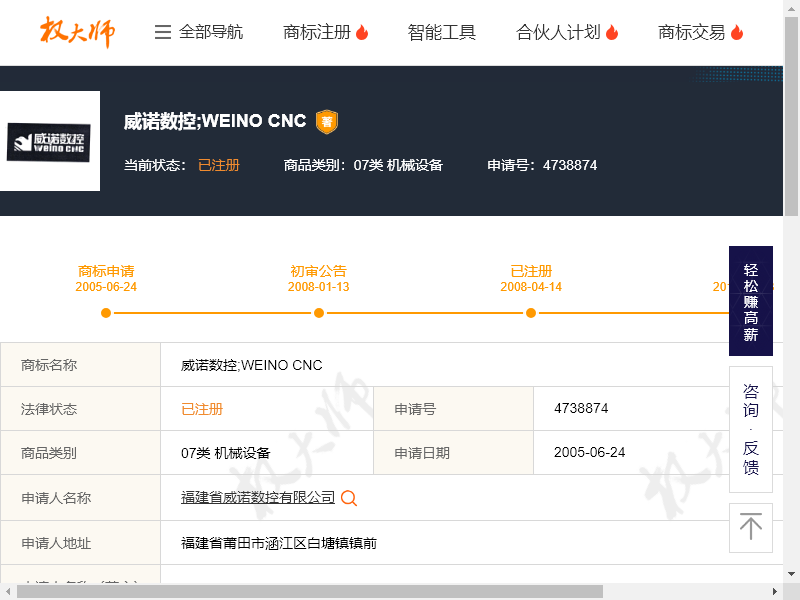 权大师 全部导航 商标注册 智能工具 合伙人计划 商标交易
威诺数控;WEINO CNC 著
威诺数控
WEINO CNC
当前状态： 已注册 商品类别：07类 机械设备 申请号：4738874
商标申请 初审公告 已注册
2005-06-24 2008-01-13 2008-04-14 20
轻松赚高薪
商标名称 威诺数控;WEINO CNC
法律状态 已注册 申请号 4738874
商品类别 07类 机械设备 申请日期 2005-06-24
咨询·反馈
申请人名称 福建省威诺数控有限公司
申请人地址 福建省莆田市涵江区白塘镇镇前
权大师
权大